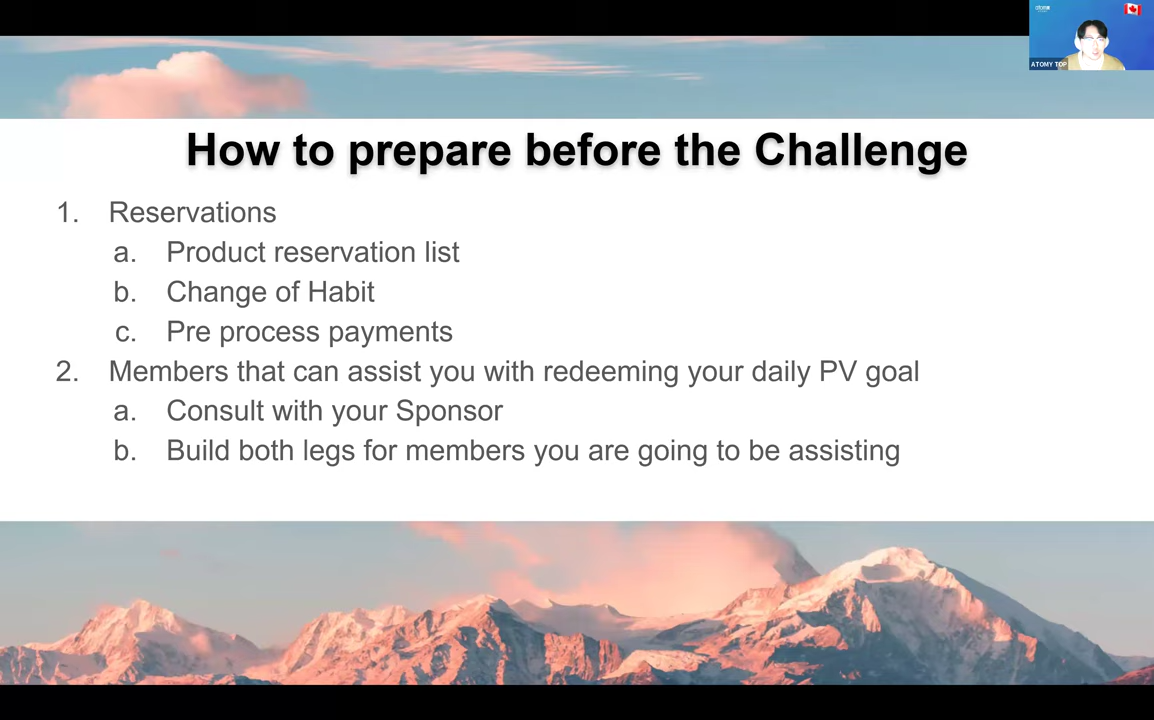 ATOMY TOP
How to prepare before the Challenge
1. Reservations
a. Product reservation list
b. Change of Habit
c. Pre process payments
2. Members that can assist you with redeeming your daily PV goal
a. Consult with your Sponsor
b. Build both legs for members you are going to be assisting